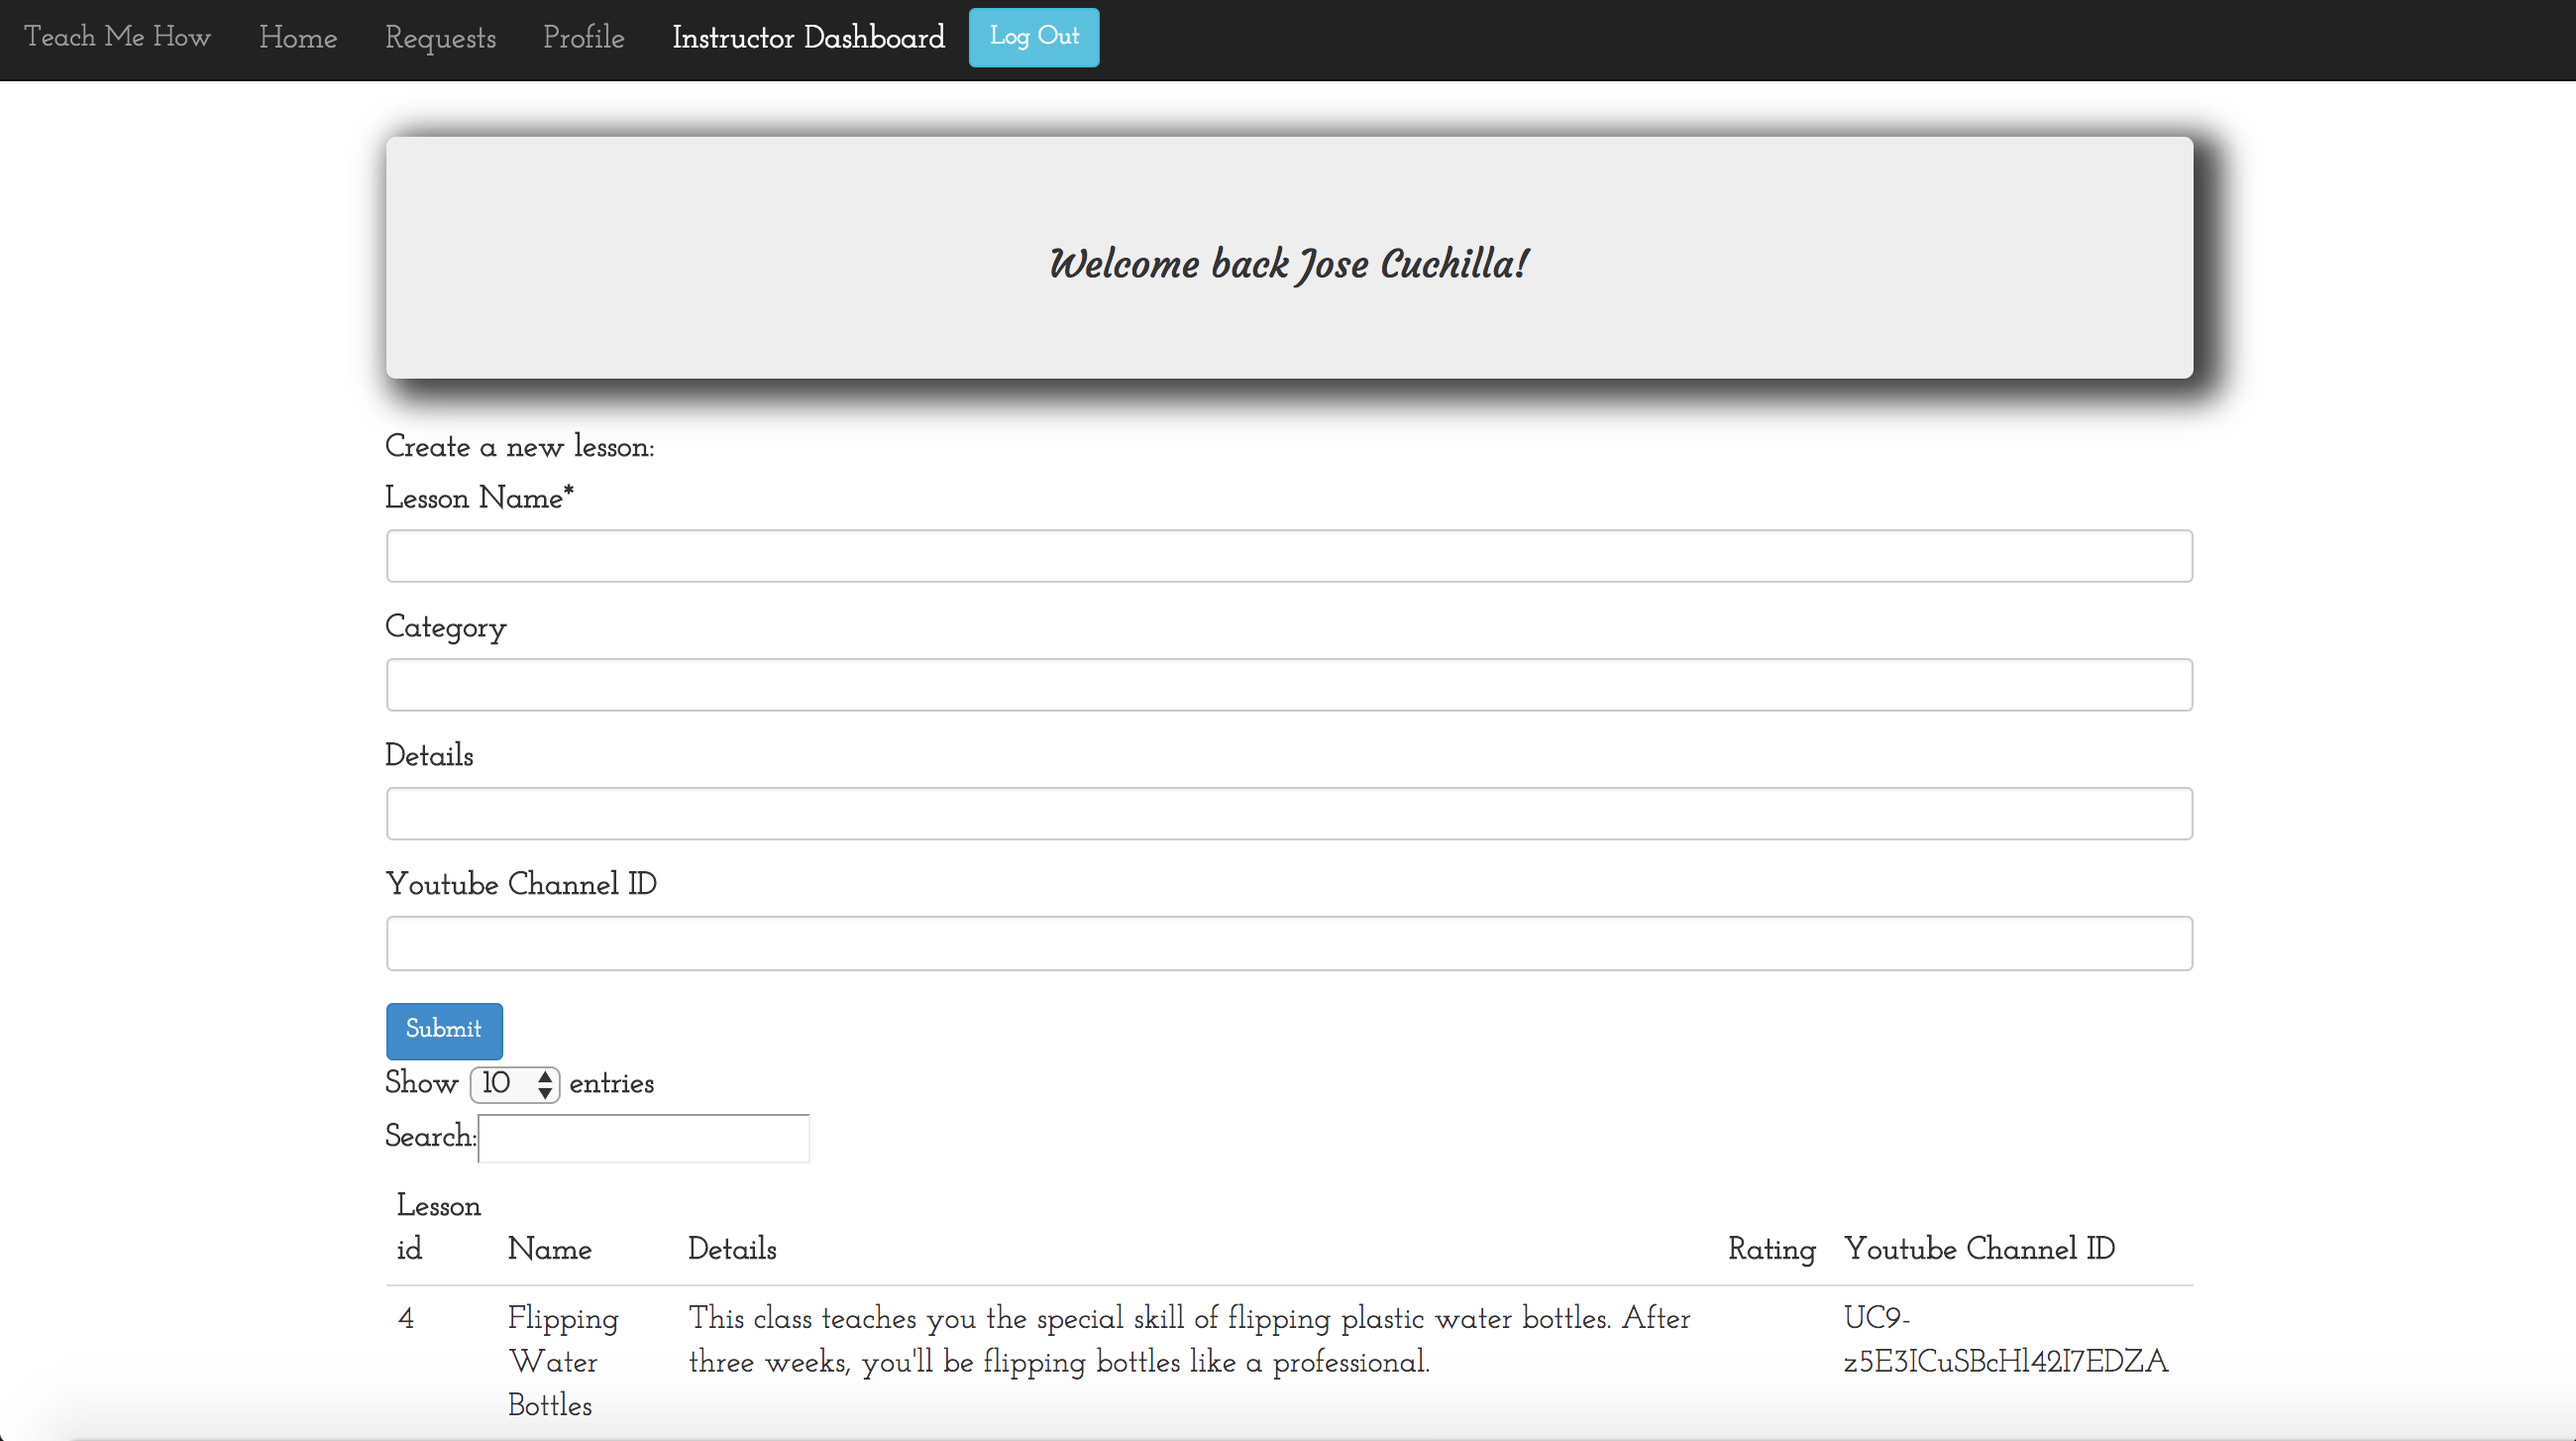 Teach Me How Home Requests Profile Instructor Dashboard Log Out
Welcome back Jose Cuchilla!
Create a new lesson:
Lesson Name*
Category
Details
Youtube Channel ID
Submit
Show 10 entries
Search:
Lesson
id Name Details Rating Youtube Channel ID
4 Flipping This class teaches you the special skill of flipping plastic water bottles. After UC9-
Water three weeks, you'll be flipping bottles like a professional. z5E3ICuSBcHl42I7EDZA
Bottles